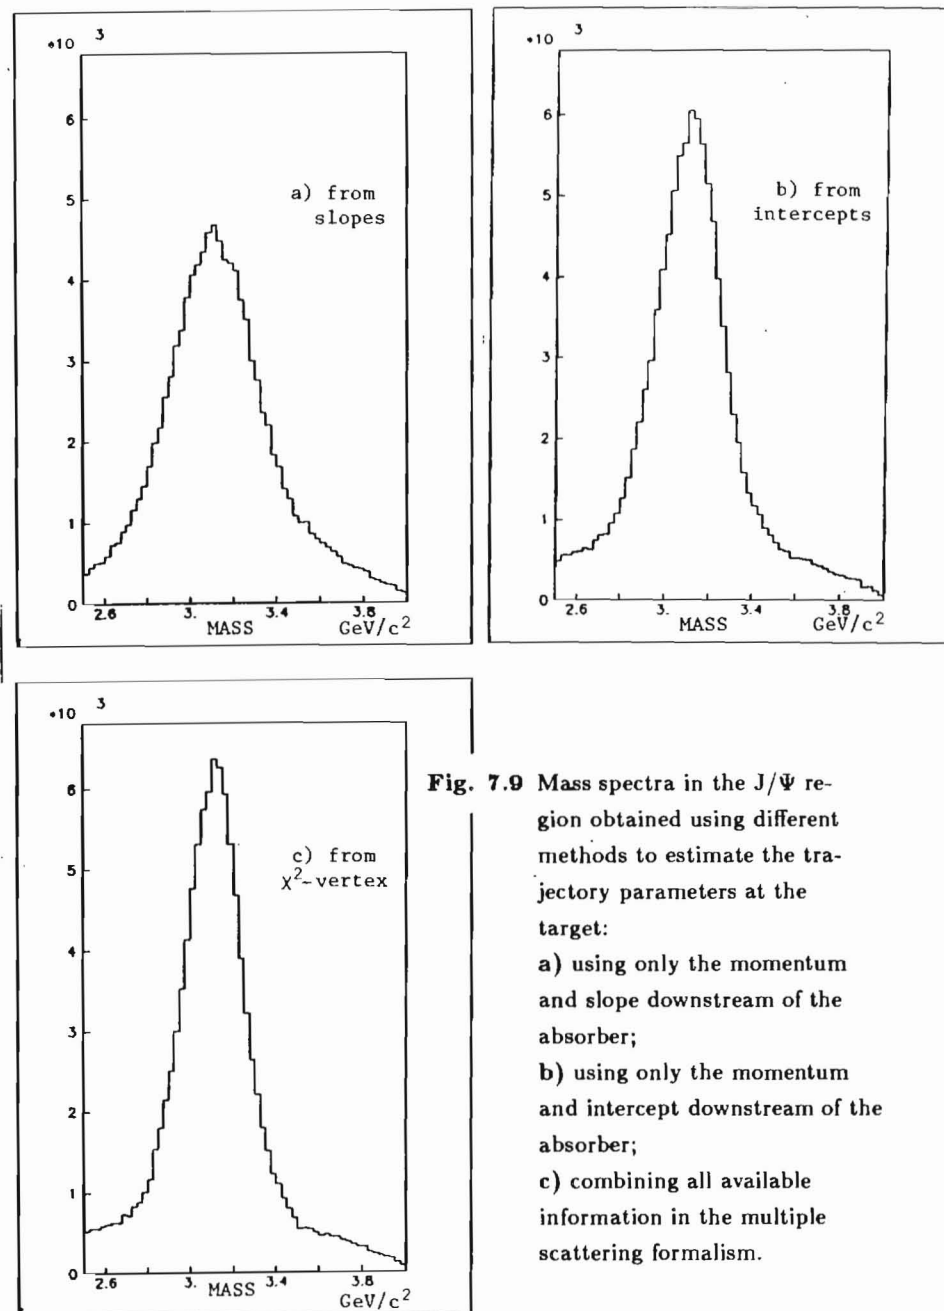 *10 3
6
5
4
3
2
1
0
a) from
slopes
2.6 3. 3.4 3.8
MASS GeV/c²
*10 3
6
5
4
3
2
1
0
b) from
intercepts
2.6 3. 3.4 3.8
MASS GeV/c²
*10 3
6
5
4
3
2
1
0
c) from
χ²-vertex
2.6 3. 3.4 3.8
MASS
GeV/c²
Fig. 7.9 Mass spectra in the J/Ψ re-
gion obtained using different
methods to estimate the tra-
jectory parameters at the
target:
a) using only the momentum
and slope downstream of the
absorber;
b) using only the momentum
and intercept downstream of the
absorber;
c) combining all available
information in the multiple
scattering formalism.